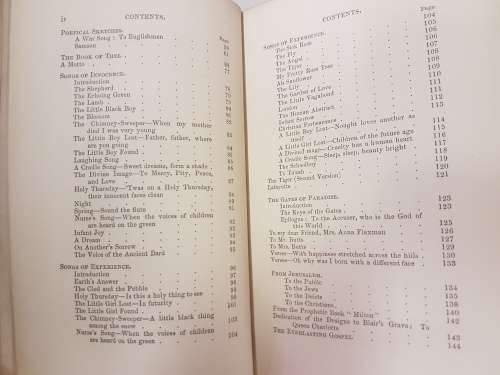 iv
CONTENTS.
POETICAL SKETCHES. Page
A War Song: To Englishmen
Samson
THE BOOK OF THEL
A Motto
SONGS OF INNOCENCE.
Introduction
The Shepherd
The Echoing Green
The Lamb
The Little Black Boy
The Blossom
The Chimney-Sweeper—When my mother
died I was very young
The Little Boy Lost—Father, father, where
are you going
The Little Boy Found
Laughing Song
A Cradle Song—Sweet dreams, form a shade
The Divine Image—To Mercy, Pity, Peace,
and Love
Holy Thursday—'Twas on a Holy Thursday,
their innocent faces clean
Night
Spring—Sound the flute
Nurse's Song—When the voices of children
are heard on the green
Infant Joy
A Dream
On Another's Sorrow
The Voice of the Ancient Bard
SONGS OF EXPERIENCE.
Introduction
Earth's Answer
The Clod and the Pebble
Holy Thursday—Is this a holy thing to see
The Little Girl Lost—In futurity
The Little Girl Found
The Chimney-Sweeper—A little black thing
among the snow 103
Nurse's Song—When the voices of children
are heard on the green 104
CONTENTS.
Page
SONGS OF EXPERIENCE.
The Sick Rose
The Fly
The Angel
The Tiger
My Pretty Rose Tree
Ah Sunflower
The Lily
The Garden of Love
The Little Vagabond
London
The Human Abstract
Infant Sorrow
Christian Forbearance
A Little Boy Lost—Nought loves another as
itself 114
A Little Girl Lost—Children of the future age 115
A Divine Image—Cruelty has a human heart 116
A Cradle Song—Sleep, sleep, beauty bright 117
The Schoolboy 118
To Tirzah 119
The Tiger (Second Version) 120
Lafayette 121
THE GATES OF PARADISE.
Introduction 123
The Keys of the Gates 123
Epilogue: To the Accuser, who is the God of
this World 125
To my dear Friend, Mrs. Anna Flaxman 126
To Mr. Butts 127
To Mrs. Butts 129
Verses—With happiness stretched across the hills 130
Verses—Oh why was I born with a different face 133
FROM JERUSALEM.
To the Public 134
To the Jews 135
To the Deists 138
To the Christians 139
From the Prophetic Book "Milton" 140
Dedication of the Designs to Blair's Grave: To
Queen Charlotte 143
THE EVERLASTING GOSPEL 144